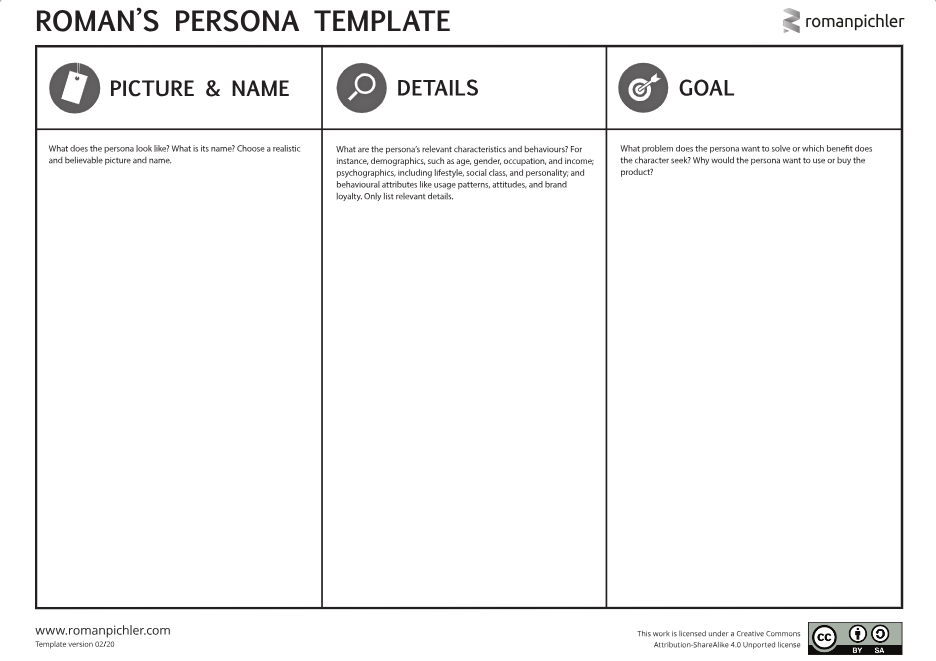 ROMAN'S PERSONA TEMPLATE
romanpichler
PICTURE & NAME
What does the persona look like? What is its name? Choose a realistic
and believable picture and name.
DETAILS
What are the persona's relevant characteristics and behaviours? For
instance, demographics, such as age, gender, occupation, and income;
psychographics, including lifestyle, social class, and personality; and
behavioural attributes like usage patterns, attitudes, and brand
loyalty. Only list relevant details.
GOAL
What problem does the persona want to solve or which benefit does
the character seek? Why would the persona want to use or buy the
product?
www.romanpichler.com
Template version 02/20
This work is licensed under a Creative Commons
Attribution-ShareAlike 4.0 Unported license
cc
BY SA